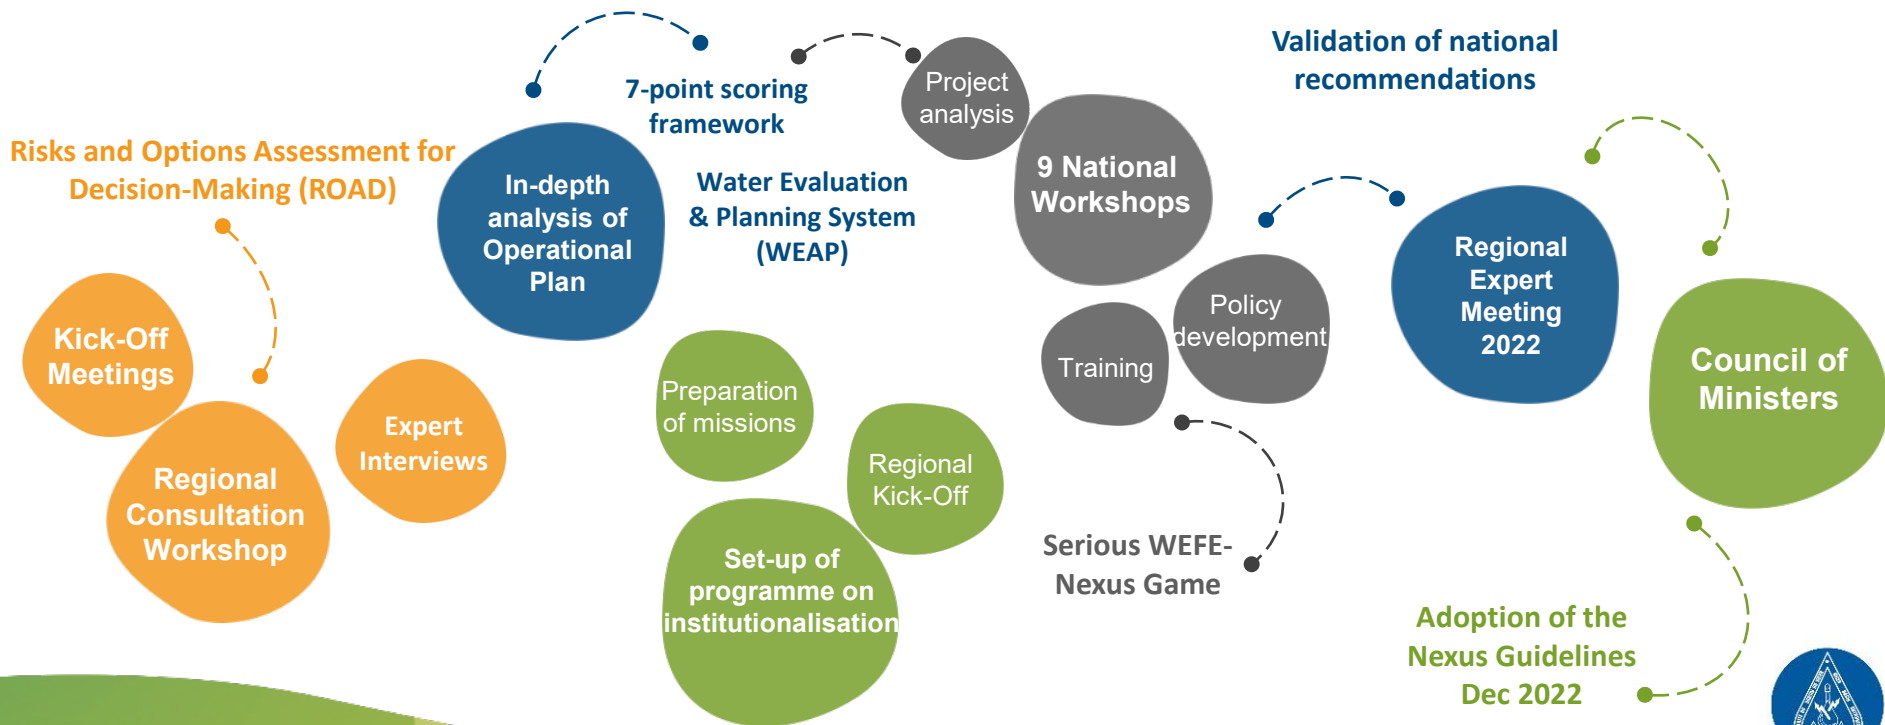 Risks and Options Assessment for
Decision-Making (ROAD)
Kick-Off
Meetings
Regional
Consultation
Workshop
Expert
Interviews
In-depth
analysis of
Operational
Plan
7-point scoring
framework
Water Evaluation
& Planning System
(WEAP)
Preparation
of missions
Regional
Kick-Off
Set-up of
programme on
institutionalisation
Project
analysis
9 National
Workshops
Training
Policy
development
Serious WEFE-
Nexus Game
Validation of national
recommendations
Regional
Expert
Meeting
2022
Council of
Ministers
Adoption of the
Nexus Guidelines
Dec 2022